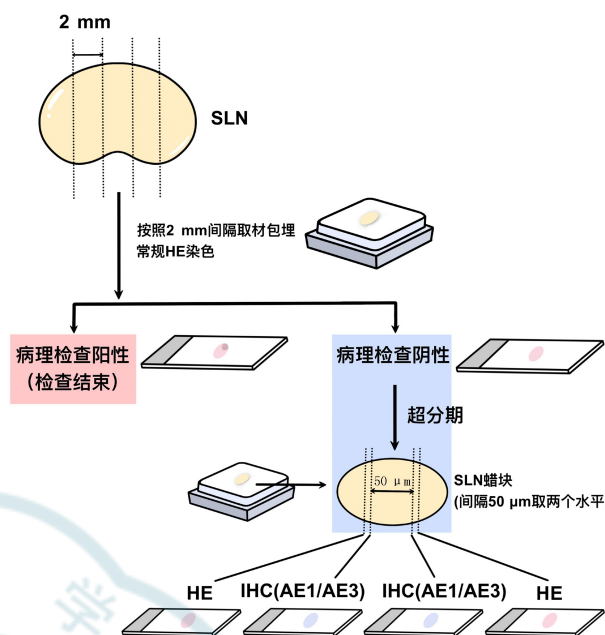 2 mm
SLN
按照2 mm间隔取材包埋
常规HE染色
病理检查阳性
（检查结束）
病理检查阴性
超分期
50 μm
SLN蜡块
(间隔50 μm取两个水平
HE
IHC(AE1/AE3)
IHC(AE1/AE3)
HE
学